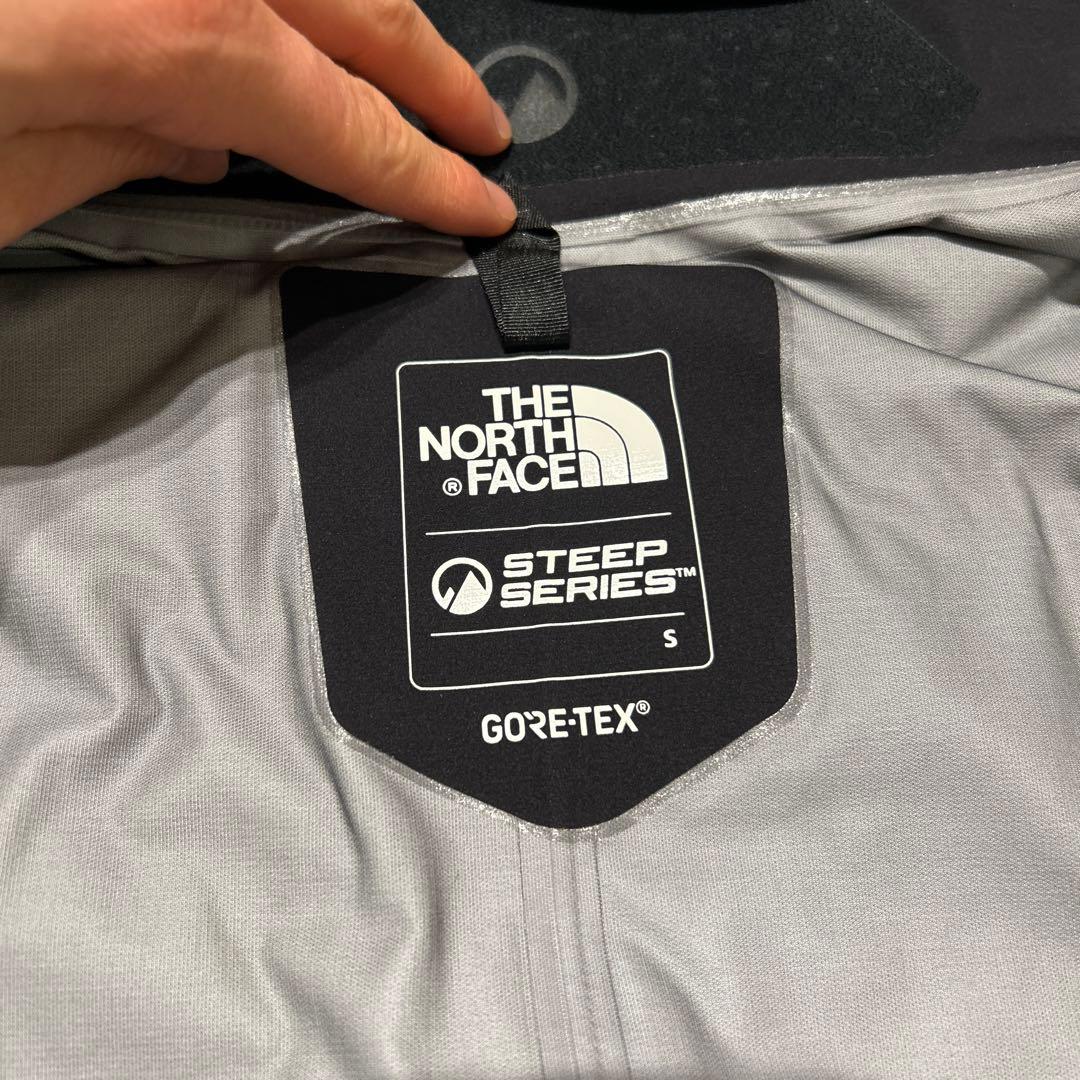 THE
NORTH
® FACE
STEEP
SERIES™
S
GORE-TEX®